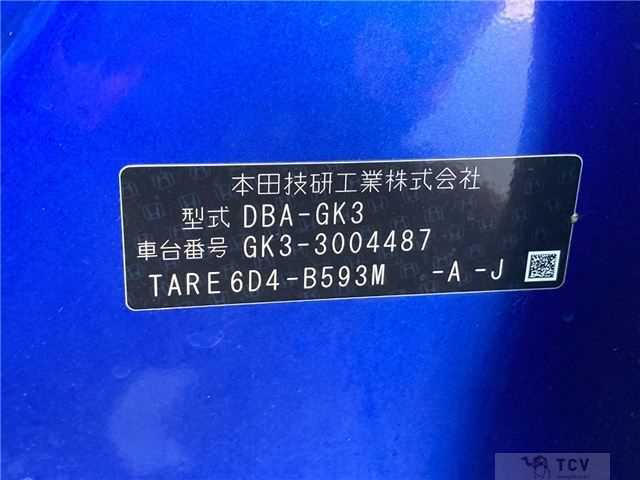 本田技研工業株式会社
型式 DBA-GK3
車台番号 GK3-3004487
TARE6D4-B593M -A -J
TCV